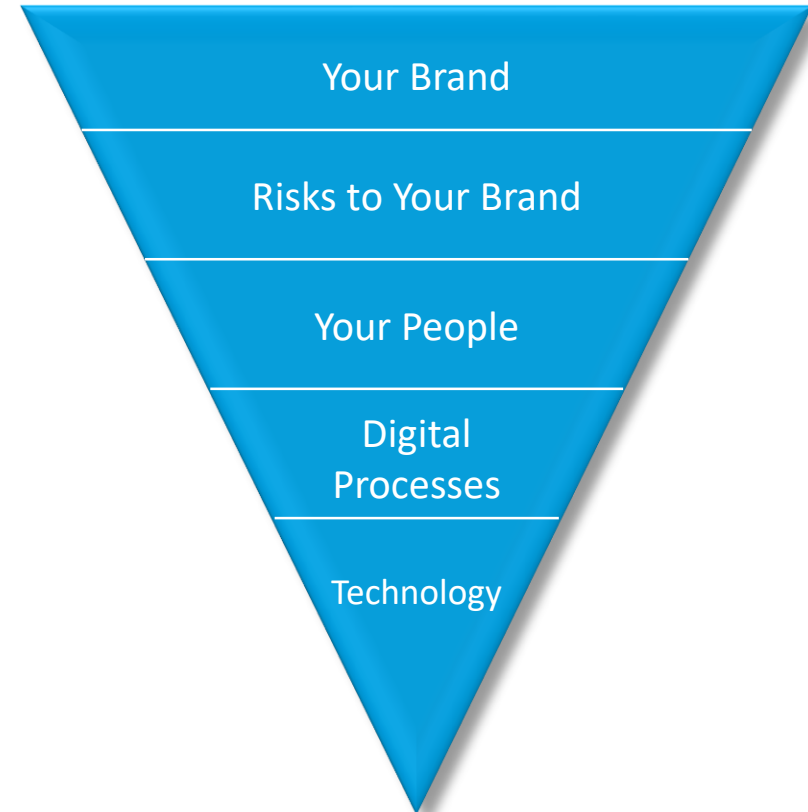 Your Brand
Risks to Your Brand
Your People
Digital
Processes
Technology